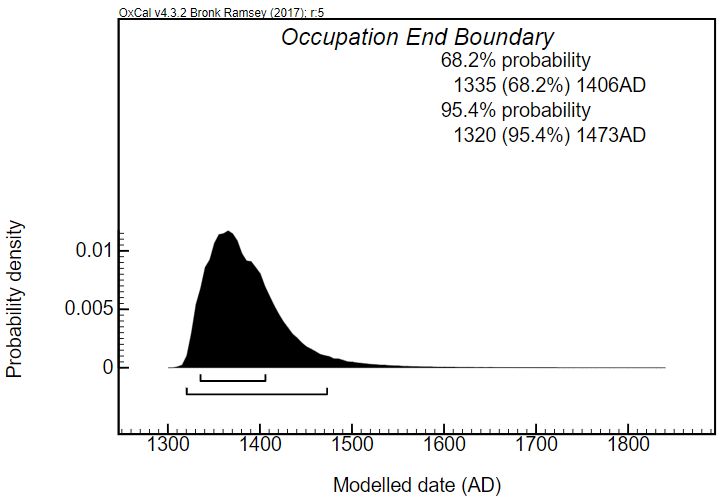 OxCal v4.3.2 Bronk Ramsey (2017); r:5
Occupation End Boundary
68.2% probability
1335 (68.2%) 1406AD
95.4% probability
1320 (95.4%) 1473AD
Probability density
0.01
0.005
0
1300 1400 1500 1600 1700 1800
Modelled date (AD)